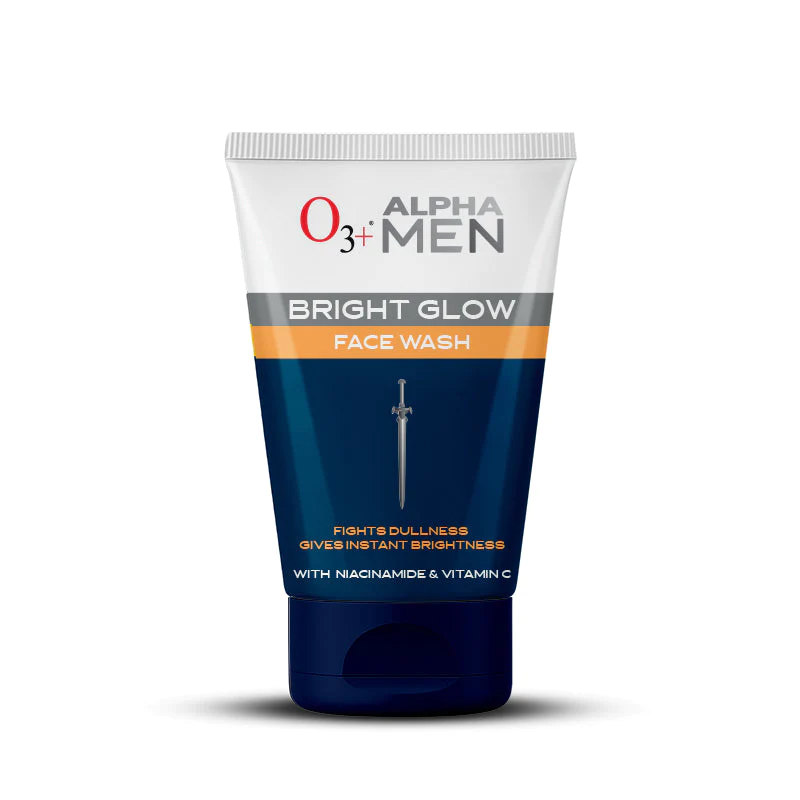 O3+® ALPHA
MEN
BRIGHT GLOW
FACE WASH
FIGHTS DULLNESS
GIVES INSTANT BRIGHTNESS
WITH NIACINAMIDE & VITAMIN C